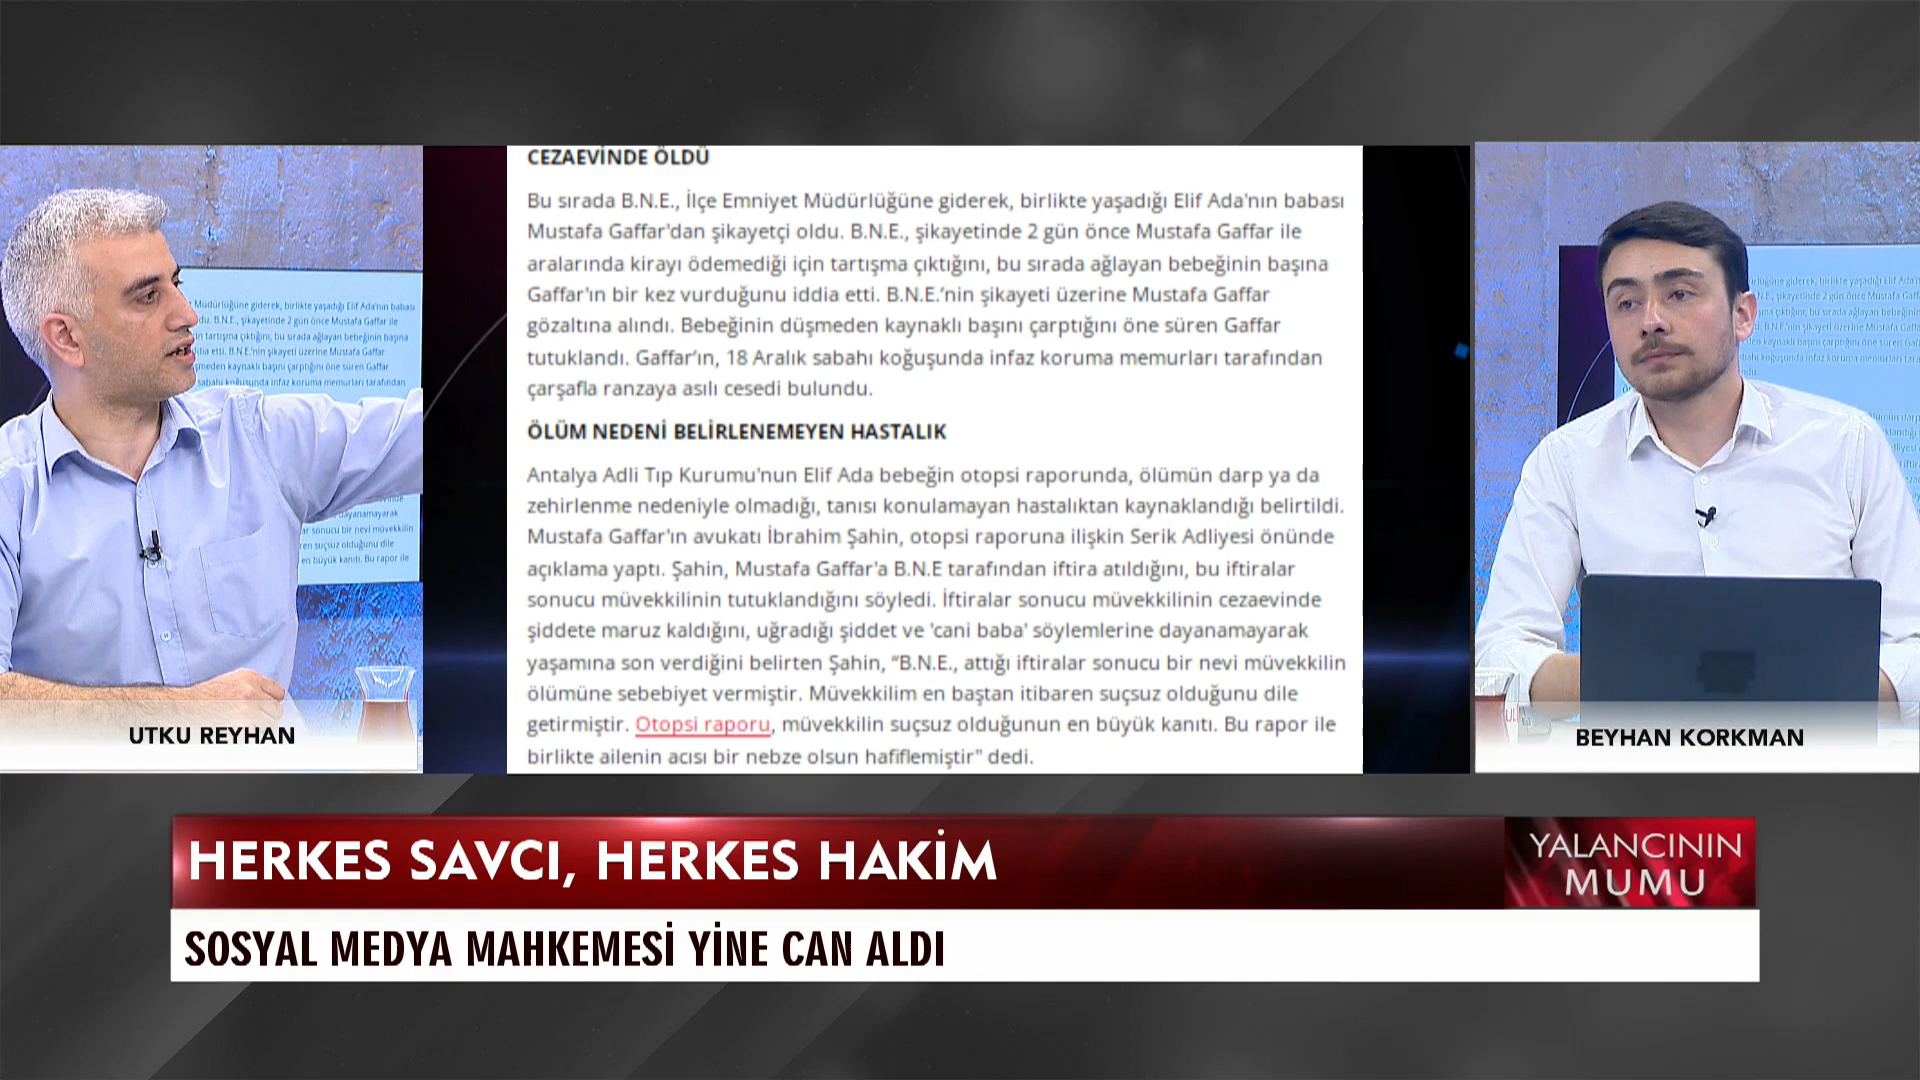 CEZAEVİNDE ÖLDÜ
Bu sırada B.N.E., İlçe Emniyet Müdürlüğüne giderek, birlikte yaşadığı Elif Ada'nın babası
Mustafa Gaffar'dan şikayetçi oldu. B.N.E., şikayetinde 2 gün önce Mustafa Gaffar ile
aralarında kirayı ödemediği için tartışma çıktığını, bu sırada ağlayan bebeğinin başına
Gaffar'ın bir kez vurduğunu iddia etti. B.N.E.’nin şikayeti üzerine Mustafa Gaffar
gözaltına alındı. Bebeğinin düşmeden kaynaklı başını çarptığını öne süren Gaffar
tutuklandı. Gaffar’ın, 18 Aralık sabahı koğuşunda infaz koruma memurları tarafından
çarşafla ranzaya asılı cesedi bulundu.
ÖLÜM NEDENİ BELİRLENEMEYEN HASTALIK
Antalya Adli Tıp Kurumu'nun Elif Ada bebeğin otopsi raporunda, ölümün darp ya da
zehirlenme nedeniyle olmadığı, tanısı konulamayan hastalıktan kaynaklandığı belirtildi.
Mustafa Gaffar'ın avukatı İbrahim Şahin, otopsi raporuna ilişkin Serik Adliyesi önünde
açıklama yaptı. Şahin, Mustafa Gaffar'a B.N.E tarafından iftira atıldığını, bu iftiralar
sonucu müvekkilinin tutuklandığını söyledi. İftiralar sonucu müvekkilinin cezaevinde
şiddete maruz kaldığını, uğradığı şiddet ve 'cani baba' söylemlerine dayanamayarak
yaşamına son verdiğini belirten Şahin, “B.N.E., attığı iftiralar sonucu bir nevi müvekkilin
ölümüne sebebiyet vermiştir. Müvekkilim en baştan itibaren suçsuz olduğunu dile
getirmiştir. Otopsi raporu, müvekkilin suçsuz olduğunun en büyük kanıtı. Bu rapor ile
birlikte ailenin acısı bir nebze olsun hafiflemiştir" dedi.
UTKU REYHAN
BEYHAN KORKMAN
HERKES SAVCI, HERKES HAKİM
YALANCININ
MUMU
SOSYAL MEDYA MAHKEMESİ YİNE CAN ALDI